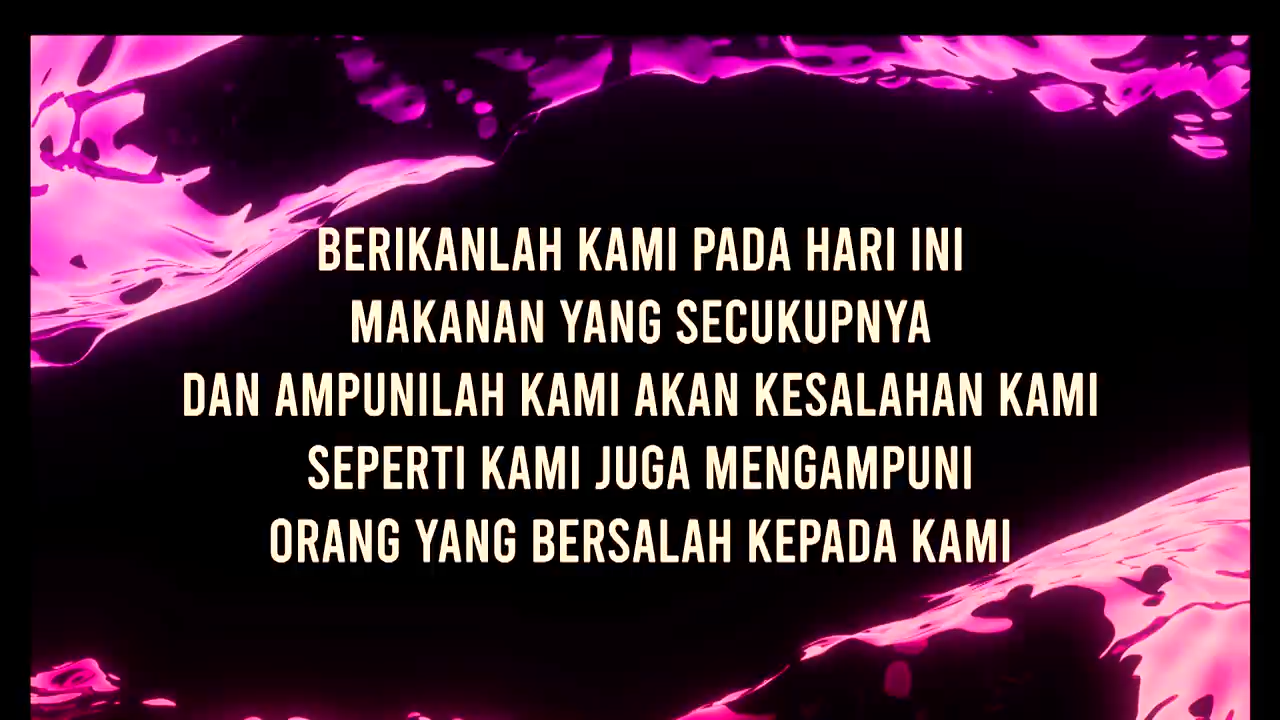 BERIKANLAH KAMI PADA HARI INI
MAKANAN YANG SECUKUPNYA
DAN AMPUNILAH KAMI AKAN KESALAHAN KAMI
SEPERTI KAMI JUGA MENGAMPUNI
ORANG YANG BERSALAH KEPADA KAMI